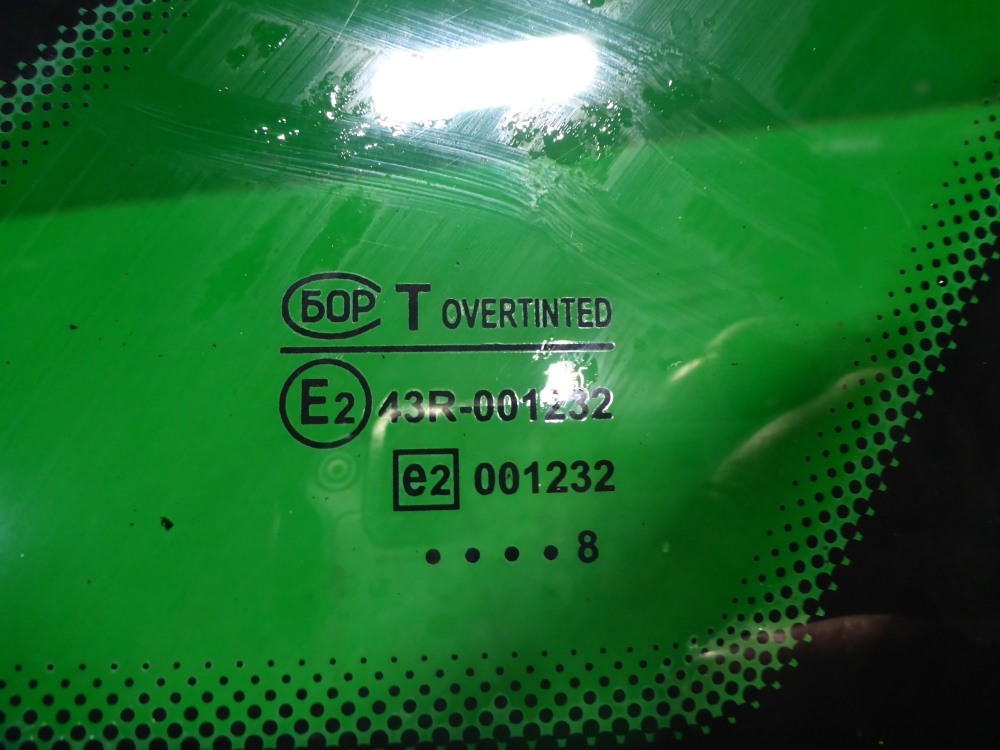 БОР T OVERTINTED
E2 43R-001232
e2 001232
• • • • 8